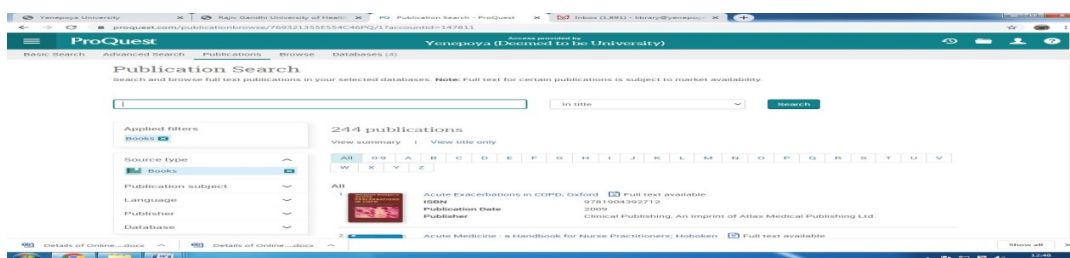 Yenepoya University
Rajiv Gandhi University of Healt
PQ Publication Search - ProQuest
Inbox (1,891) - library@yenepoy
proquest.com/publicationbrowse/
ProQuest
Access provided by
Yenepoya (Deemed to be University)
Basic Search Advanced Search Publications Browse Databases (4)
Publication Search
Search and browse full text publications in your selected databases. Note: Full text for certain publications is subject to market availability.
In title
Search
Applied filters
Books
Source type
Books
Publication subject
Language
Publisher
Database
244 publications
View summary | View title only
All 0-9 A B C D E F G H I J K L M N O P Q R S T U V
W X Y Z
All
1
Acute Exacerbations in COPD; Oxford Full text available
ISBN 9781904392712
Publication Date 2009
Publisher Clinical Publishing, An Imprint of Atlas Medical Publishing Ltd.
2
Acute Medicine : a Handbook for Nurse Practitioners; Hoboken Full text available
Details of Online....docx
Details of Online....docx
Show all
12:46